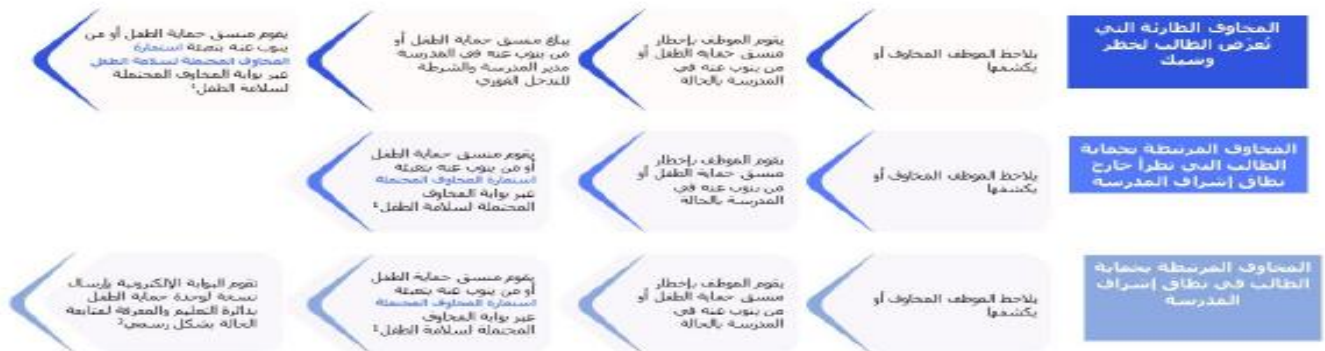 المخاوف الطارئة التي
تُعرّض الطالب لخطر
وشيك
يلاحظ الموظف المخاوف أو
يكشفها
يقوم الموظف بإخطار
منسق حماية الطفل أو
من ينوب عنه في
المدرسة بالحالة
يبلغ منسق حماية الطفل أو
من ينوب عنه في المدرسة
مدير المدرسة والشرطة
للتدخل الفوري
يقوم منسق حماية الطفل أو من
ينوب عنه بتعبئة استمارة
المخاوف المحتملة لسلامة الطفل
عبر بوابة المخاوف المحتملة
لسلامة الطفل¹
المخاوف المرتبطة بحماية
الطالب التي تطرأ خارج
نطاق إشراف المدرسة
يلاحظ الموظف المخاوف أو
يكشفها
يقوم الموظف بإخطار
منسق حماية الطفل أو
من ينوب عنه في
المدرسة بالحالة
يقوم منسق حماية الطفل
أو من ينوب عنه بتعبئة
استمارة المخاوف المحتملة
عبر بوابة المخاوف
المحتملة لسلامة الطفل¹
المخاوف المرتبطة بحماية
الطالب في نطاق إشراف
المدرسة
يلاحظ الموظف المخاوف أو
يكشفها
يقوم الموظف بإخطار
منسق حماية الطفل أو
من ينوب عنه في
المدرسة بالحالة
يقوم منسق حماية الطفل
أو من ينوب عنه بتعبئة
استمارة المخاوف المحتملة
عبر بوابة المخاوف
المحتملة لسلامة الطفل¹
تقوم البوابة الإلكترونية بإرسال
نسخة لوحدة حماية الطفل
بدائرة التعليم والمعرفة لمتابعة
الحالة بشكل رسمي²